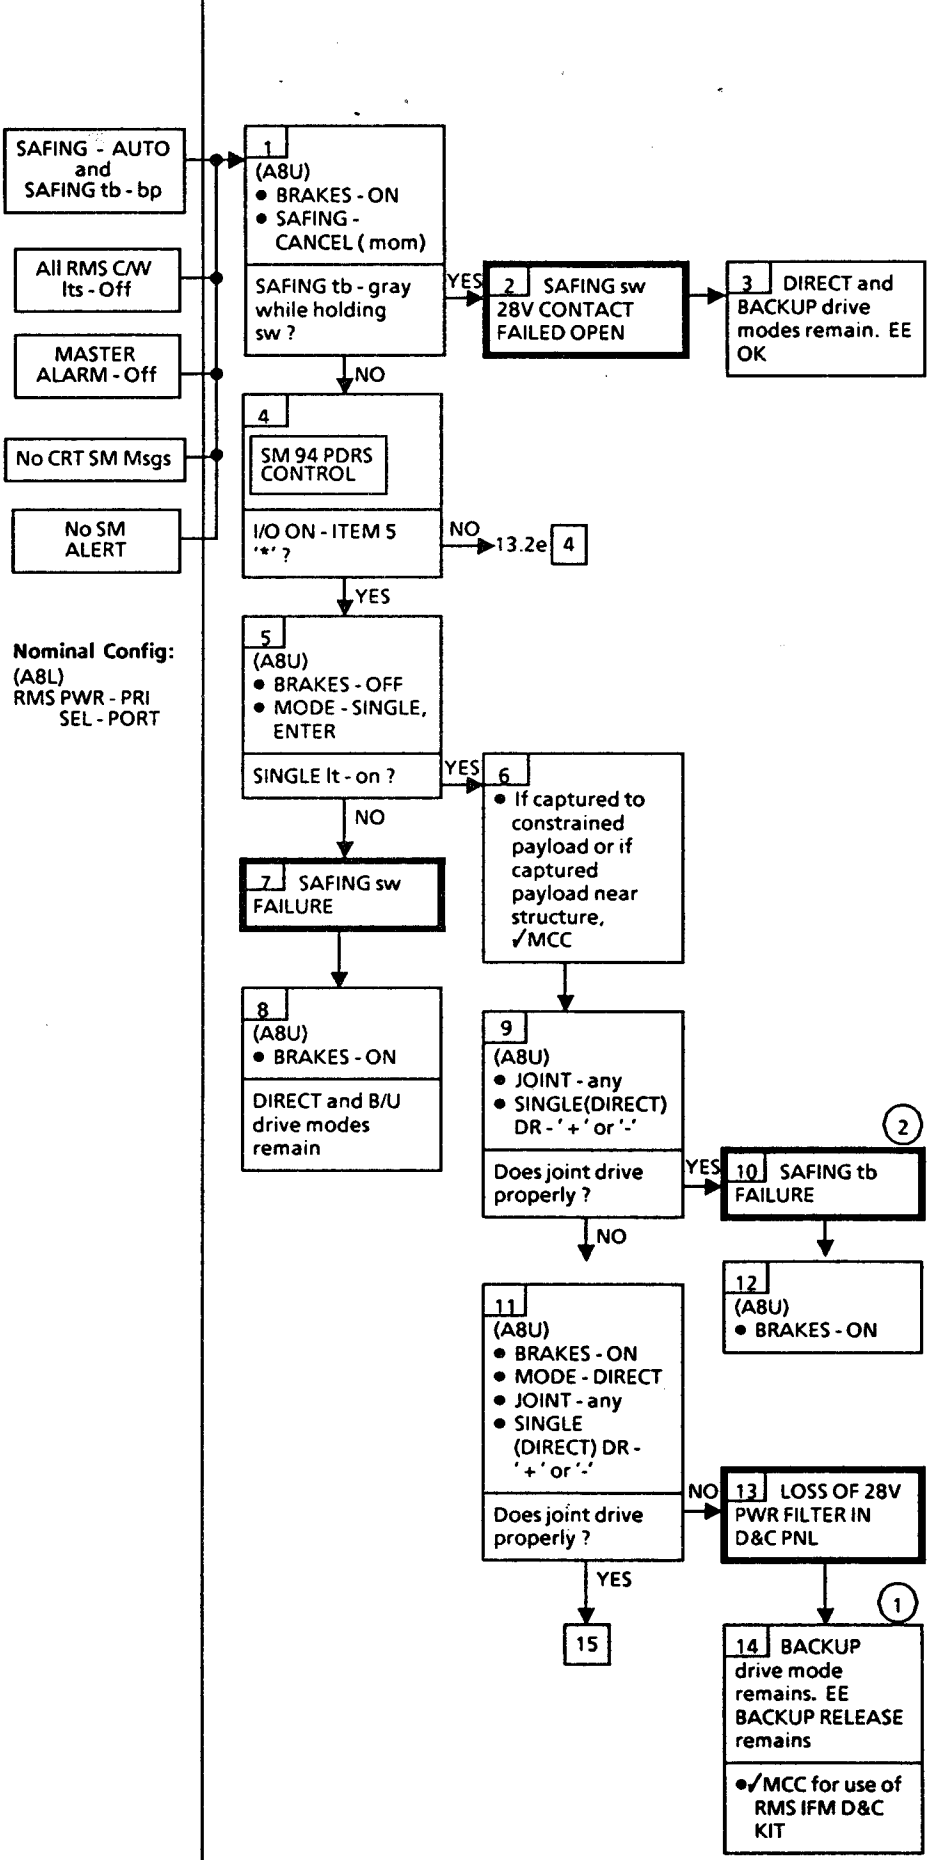 SAFING - AUTO
and
SAFING tb - bp
All RMS C/W
lts - Off
MASTER
ALARM - Off
No CRT SM Msgs
No SM
ALERT
Nominal Config:
(A8L)
RMS PWR - PRI
SEL - PORT
1
(A8U)
● BRAKES - ON
● SAFING -
CANCEL ( mom)
SAFING tb - gray
while holding
sw ?
YES
2 SAFING sw
28V CONTACT
FAILED OPEN
3 DIRECT and
BACKUP drive
modes remain. EE
OK
NO
4
SM 94 PDRS
CONTROL
I/O ON - ITEM 5
'*' ?
NO
13.2e 4
YES
5
(A8U)
● BRAKES - OFF
● MODE - SINGLE,
ENTER
SINGLE lt - on ?
YES
6
● If captured to
constrained
payload or if
captured
payload near
structure,
✓MCC
NO
7 SAFING sw
FAILURE
8
(A8U)
● BRAKES - ON
DIRECT and B/U
drive modes
remain
9
(A8U)
● JOINT - any
● SINGLE(DIRECT)
DR - ' + ' or '-'
Does joint drive
properly ?
YES
2
10 SAFING tb
FAILURE
12
(A8U)
● BRAKES - ON
NO
11
(A8U)
● BRAKES - ON
● MODE - DIRECT
● JOINT - any
● SINGLE
(DIRECT) DR -
' + ' or '-'
Does joint drive
properly ?
NO
13 LOSS OF 28V
PWR FILTER IN
D&C PNL
YES
15
1
14 BACKUP
drive mode
remains. EE
BACKUP RELEASE
remains
●✓MCC for use of
RMS IFM D&C
KIT